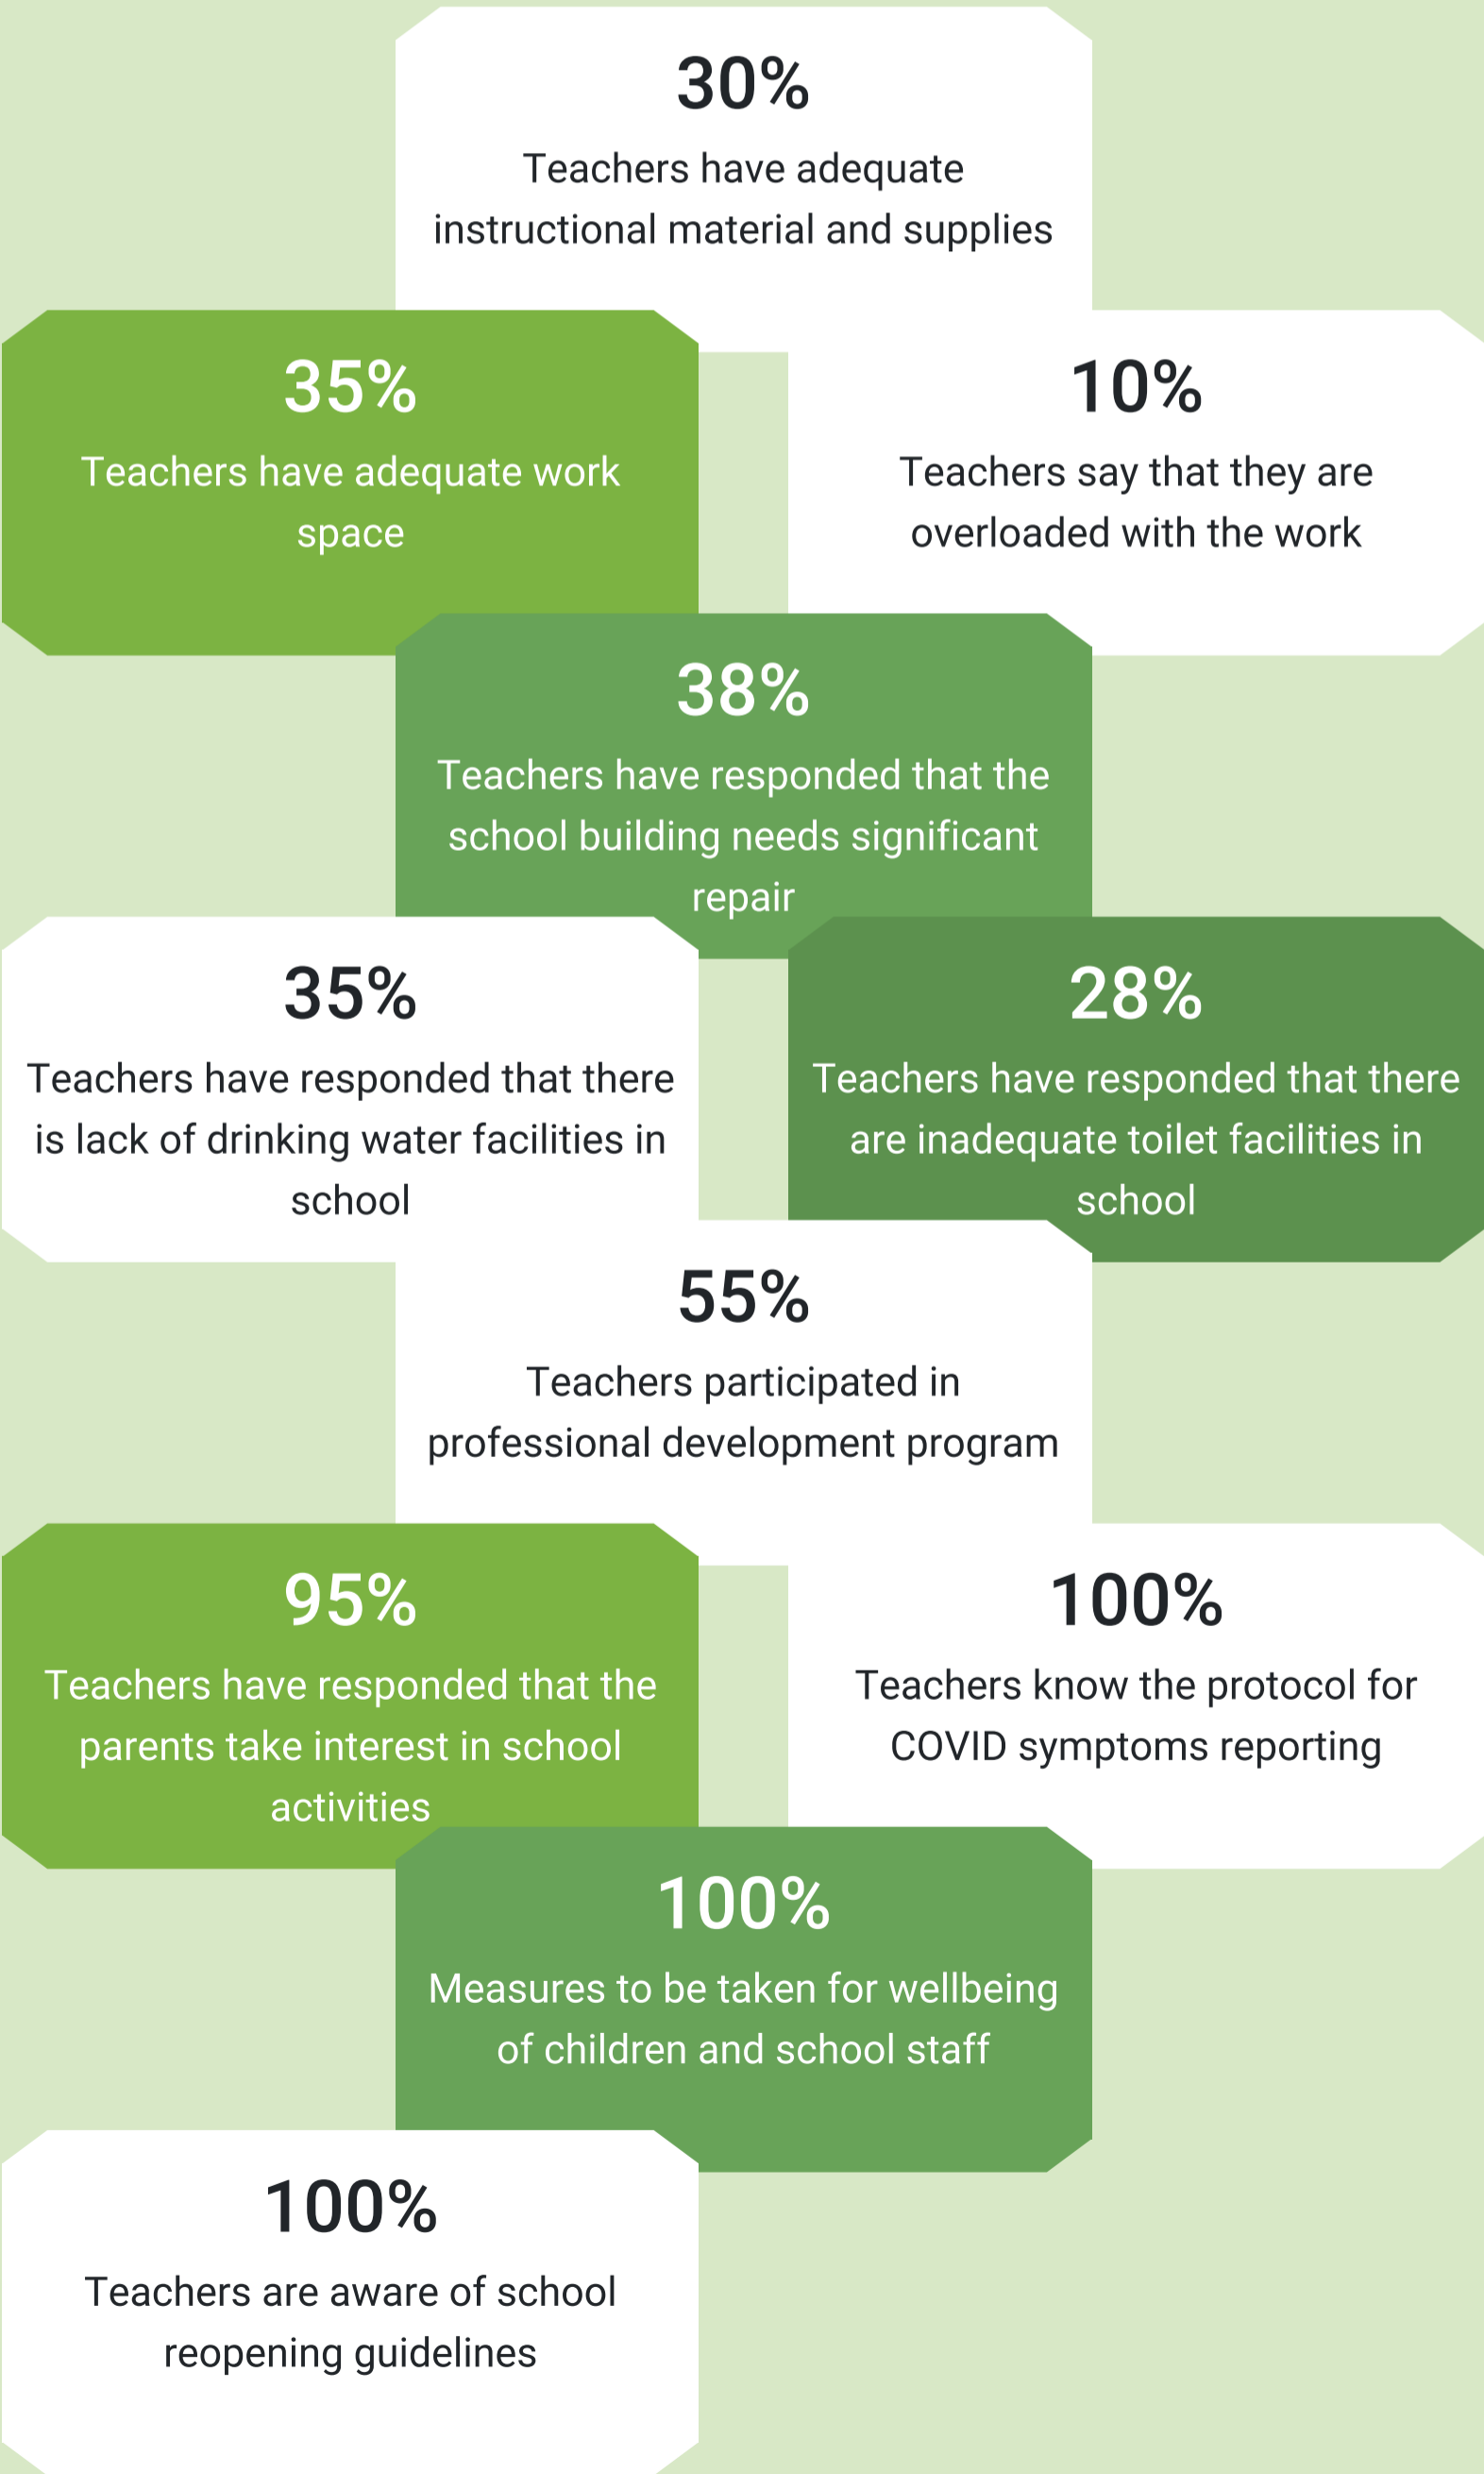 30%
Teachers have adequate
instructional material and supplies
35%
Teachers have adequate work
space
10%
Teachers say that they are
overloaded with the work
38%
Teachers have responded that the
school building needs significant
repair
35%
Teachers have responded that there
is lack of drinking water facilities in
school
28%
Teachers have responded that there
are inadequate toilet facilities in
school
55%
Teachers participated in
professional development program
95%
Teachers have responded that the
parents take interest in school
activities
100%
Teachers know the protocol for
COVID symptoms reporting
100%
Measures to be taken for wellbeing
of children and school staff
100%
Teachers are aware of school
reopening guidelines